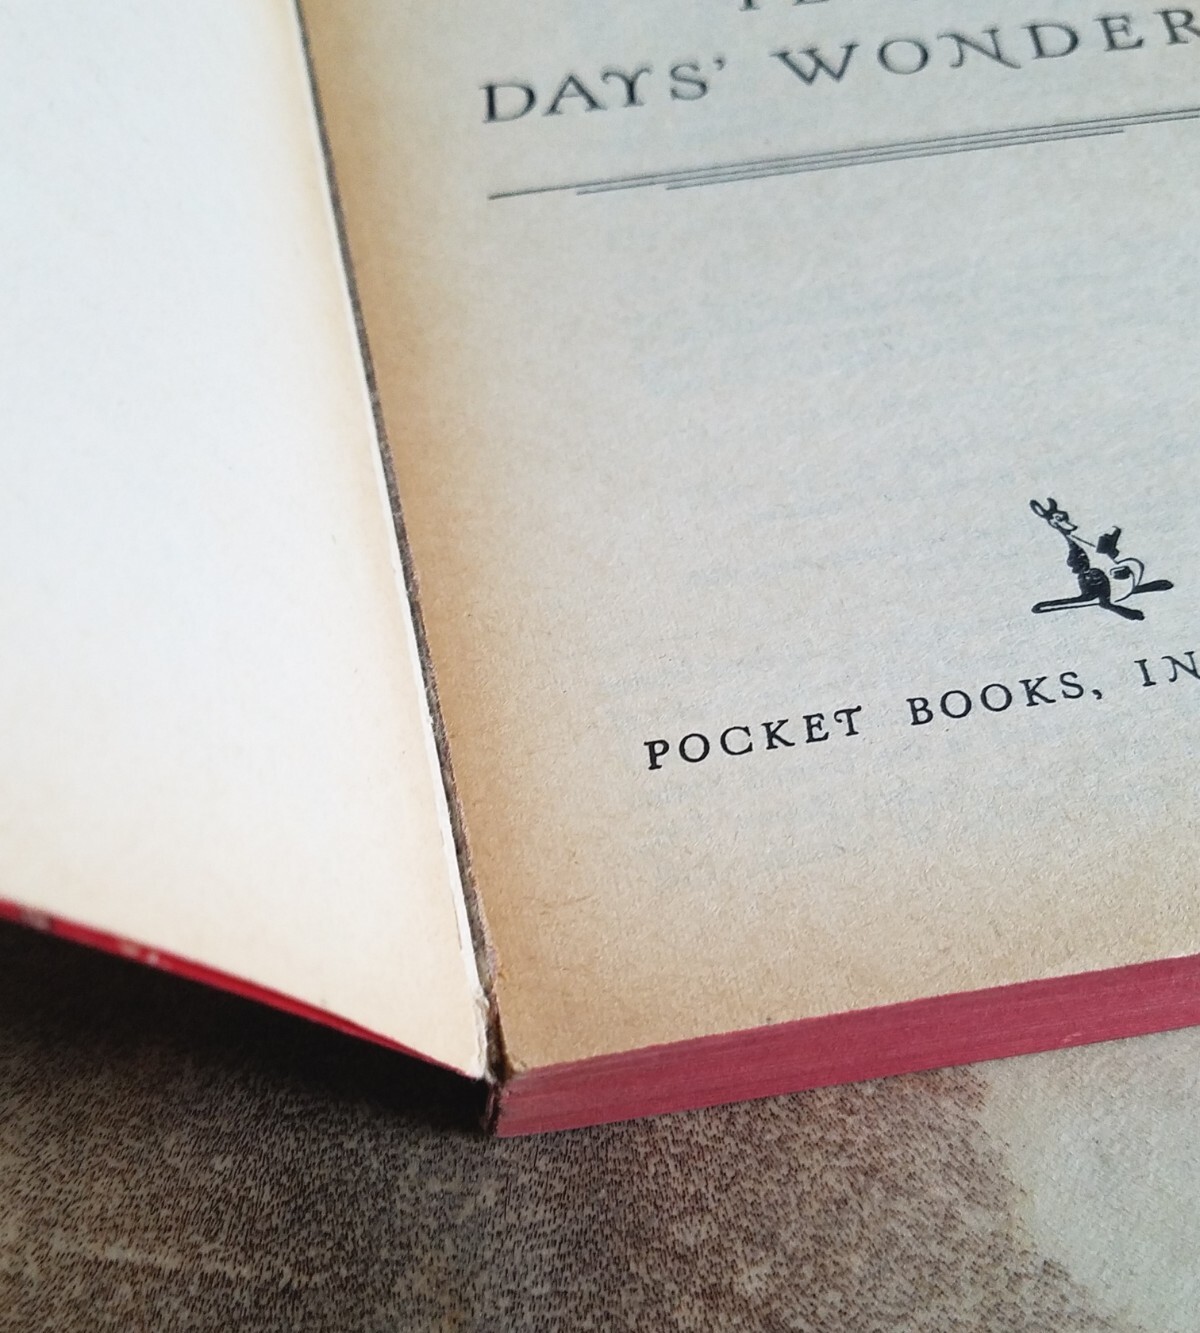 DAYS' WONDER
POCKET BOOKS, IN